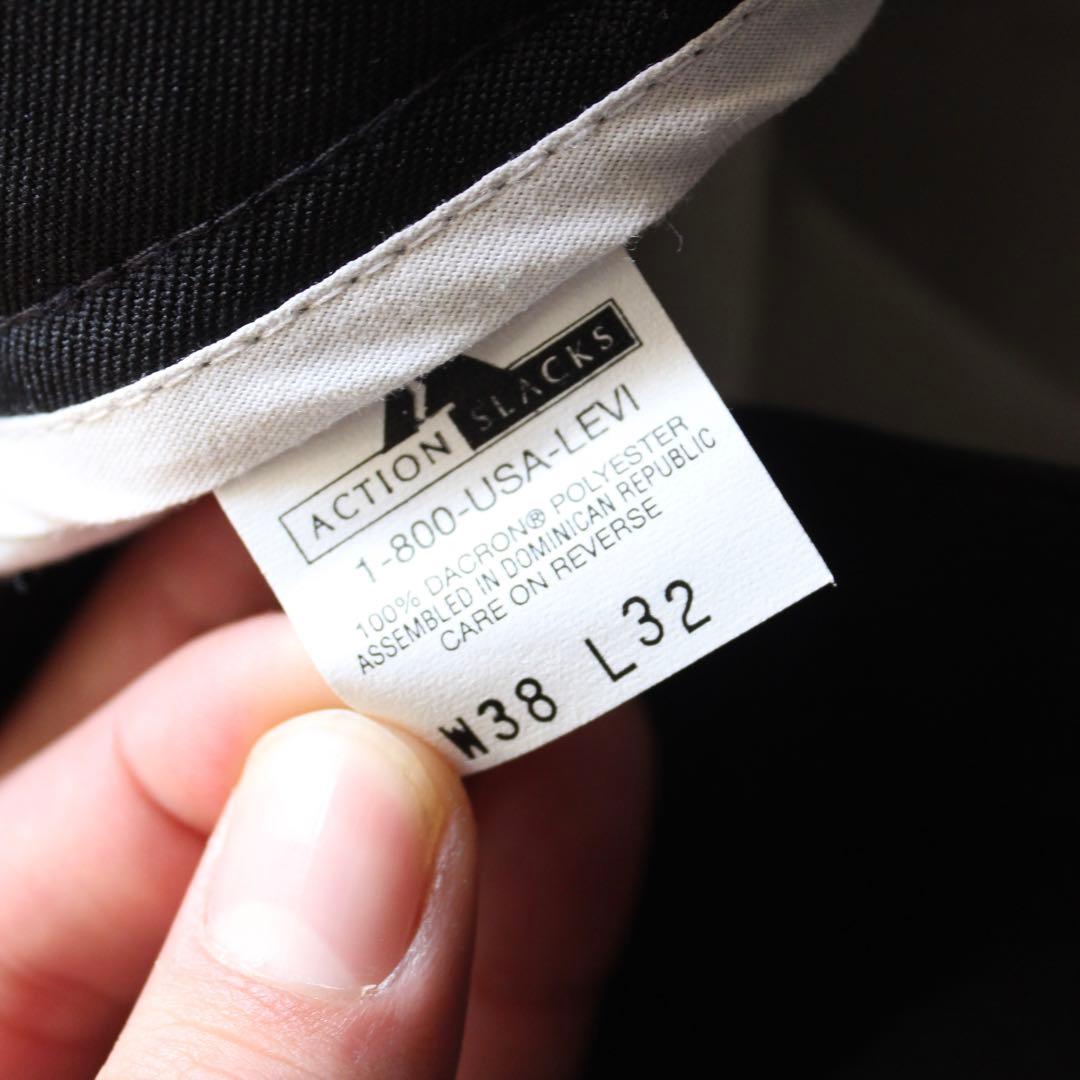 ACTION SLACKS
1-800-USA-LEVI
100% DACRON® POLYESTER
ASSEMBLED IN DOMINICAN REPUBLIC
CARE ON REVERSE
W38 L32